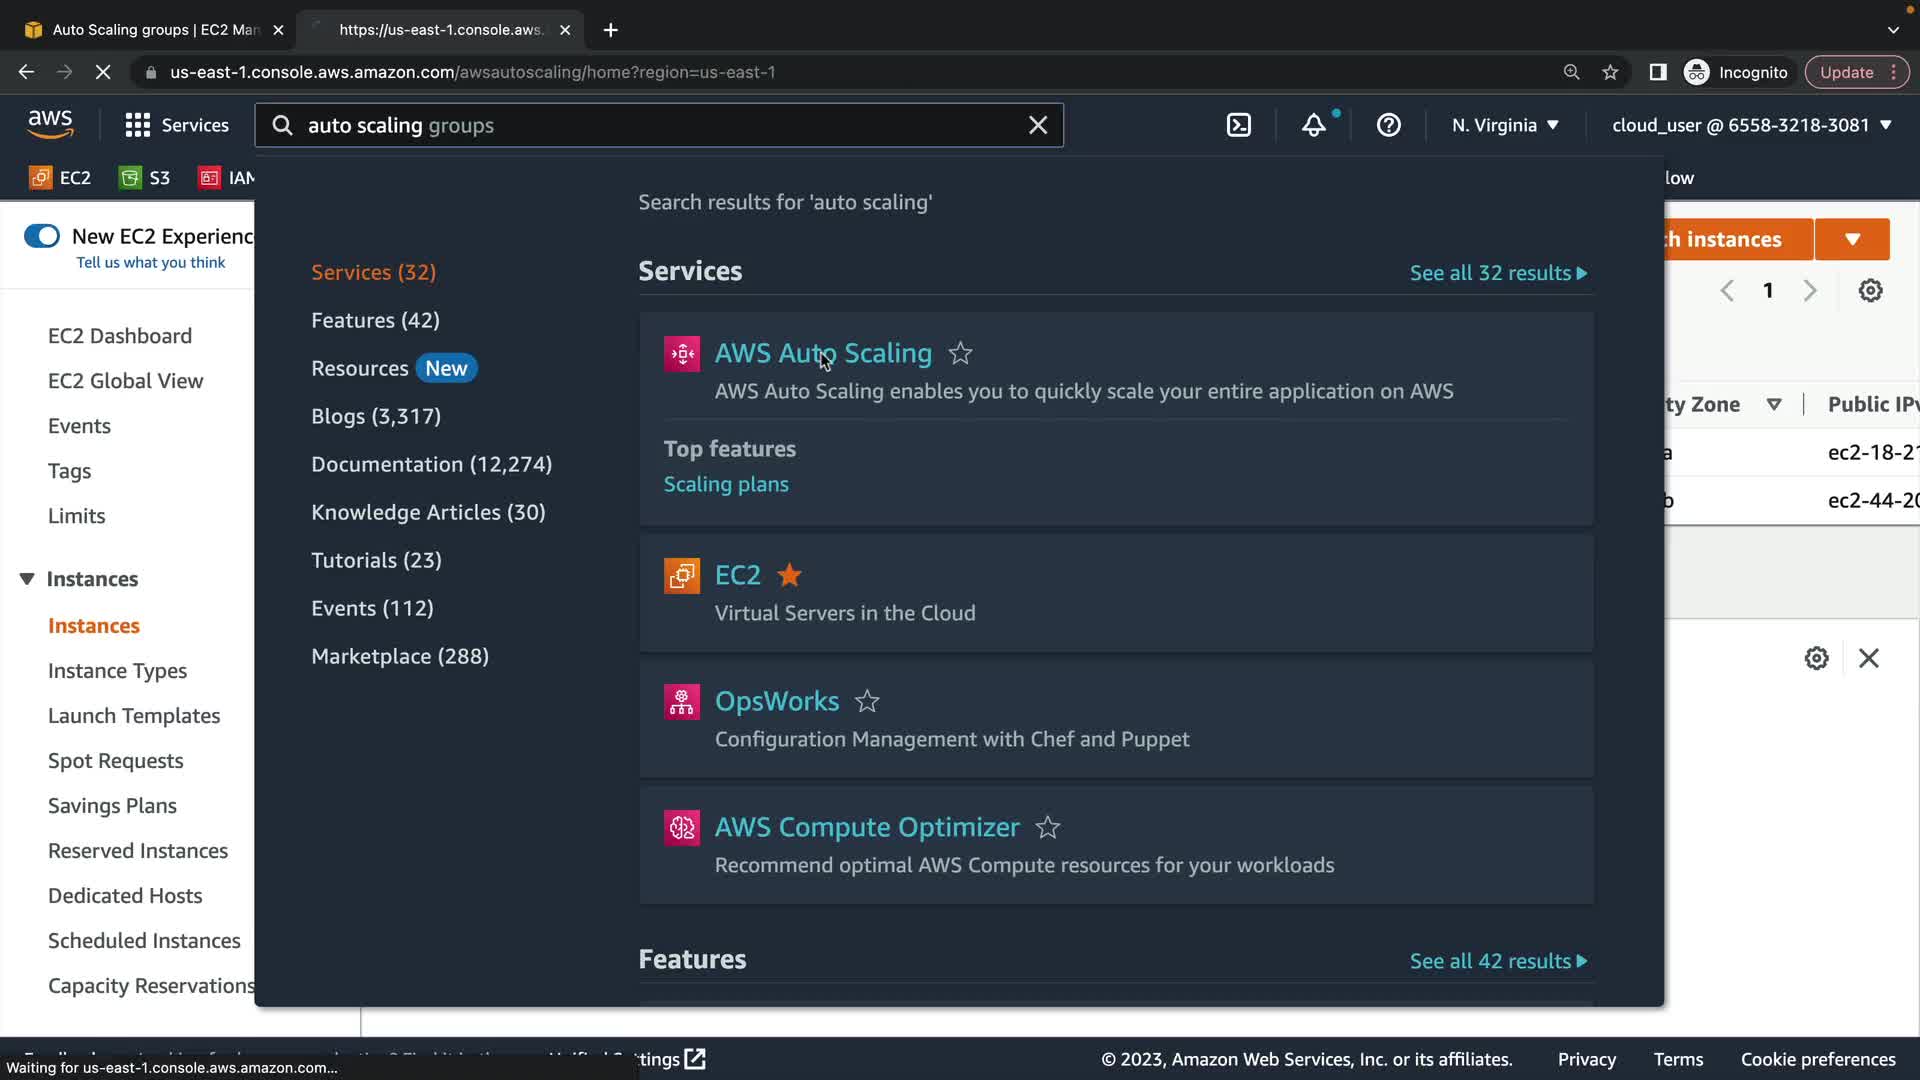 Auto Scaling groups | EC2 Man
https://us-east-1.console.aws.
us-east-1.console.aws.amazon.com/awsautoscaling/home?region=us-east-1
Incognito
Update
aws
Services
auto scaling groups
N. Virginia
cloud_user @ 6558-3218-3081
EC2
S3
IAM
low
New EC2 Experienc
Tell us what you think
EC2 Dashboard
EC2 Global View
Events
Tags
Limits
Instances
Instances
Instance Types
Launch Templates
Spot Requests
Savings Plans
Reserved Instances
Dedicated Hosts
Scheduled Instances
Capacity Reservations
Search results for 'auto scaling'
Services (32)
Features (42)
Resources New
Blogs (3,317)
Documentation (12,274)
Knowledge Articles (30)
Tutorials (23)
Events (112)
Marketplace (288)
Services
See all 32 results
AWS Auto Scaling
AWS Auto Scaling enables you to quickly scale your entire application on AWS
Top features
Scaling plans
EC2
Virtual Servers in the Cloud
OpsWorks
Configuration Management with Chef and Puppet
AWS Compute Optimizer
Recommend optimal AWS Compute resources for your workloads
Features
See all 42 results
h instances
1
ty Zone
Public IPv
a
ec2-18-21
b
ec2-44-20
ttings
© 2023, Amazon Web Services, Inc. or its affiliates.
Privacy
Terms
Cookie preferences
Waiting for us-east-1.console.aws.amazon.com...